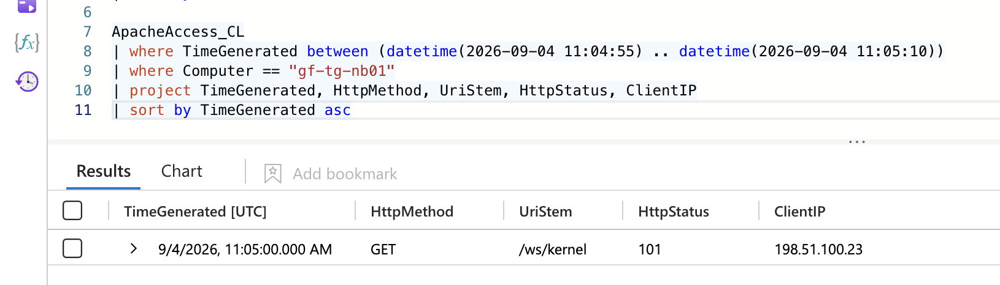 6
7 ApacheAccess_CL
8 | where TimeGenerated between (datetime(2026-09-04 11:04:55) .. datetime(2026-09-04 11:05:10))
9 | where Computer == "gf-tg-nb01"
10 | project TimeGenerated, HttpMethod, UriStem, HttpStatus, ClientIP
11 | sort by TimeGenerated asc
Results Chart Add bookmark
TimeGenerated [UTC] HttpMethod UriStem HttpStatus ClientIP
9/4/2026, 11:05:00.000 AM GET /ws/kernel 101 198.51.100.23